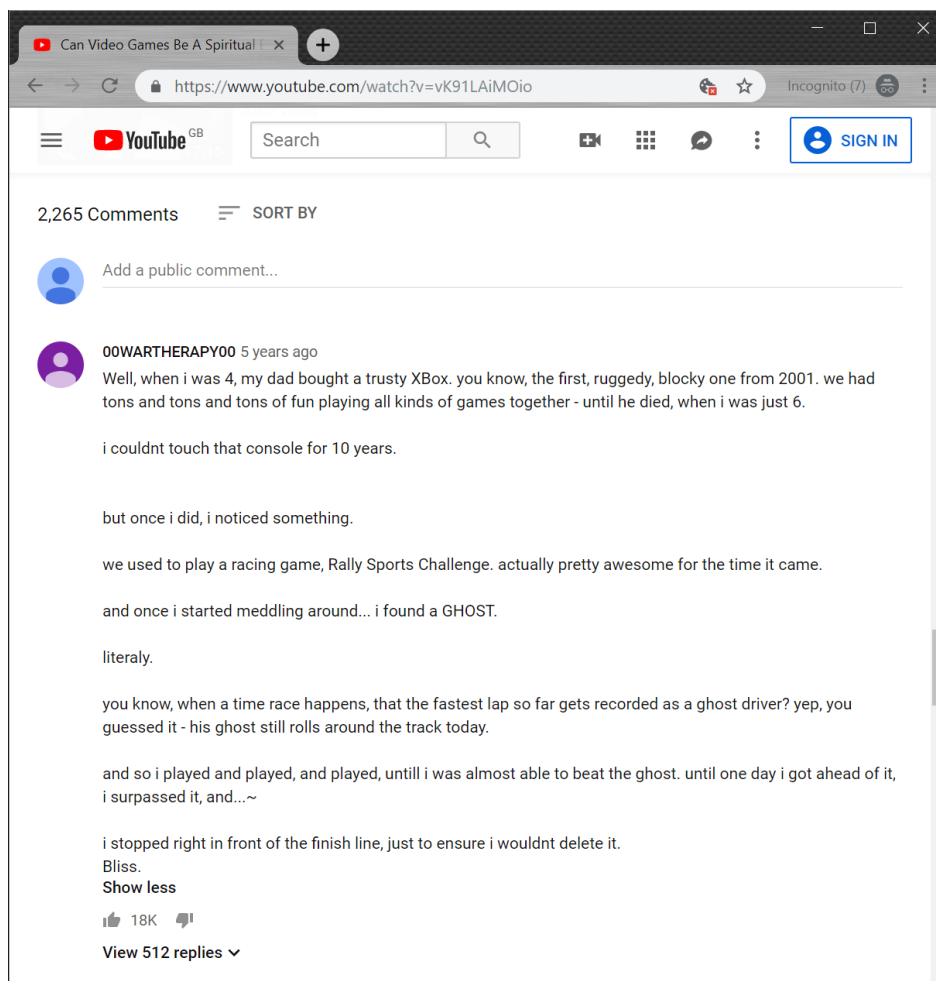 Can Video Games Be A Spiritual
https://www.youtube.com/watch?v=vK91LAiMOio
Incognito (7)
YouTube GB
Search
SIGN IN
2,265 Comments
SORT BY
Add a public comment...
00WARTHERAPY00 5 years ago
Well, when i was 4, my dad bought a trusty XBox. you know, the first, ruggedy, blocky one from 2001. we had
tons and tons and tons of fun playing all kinds of games together - until he died, when i was just 6.
i couldnt touch that console for 10 years.
but once i did, i noticed something.
we used to play a racing game, Rally Sports Challenge. actually pretty awesome for the time it came.
and once i started meddling around... i found a GHOST.
literaly.
you know, when a time race happens, that the fastest lap so far gets recorded as a ghost driver? yep, you
guessed it - his ghost still rolls around the track today.
and so i played and played, and played, untill i was almost able to beat the ghost. until one day i got ahead of it,
i surpassed it, and...~
i stopped right in front of the finish line, just to ensure i wouldnt delete it.
Bliss.
Show less
18K
View 512 replies